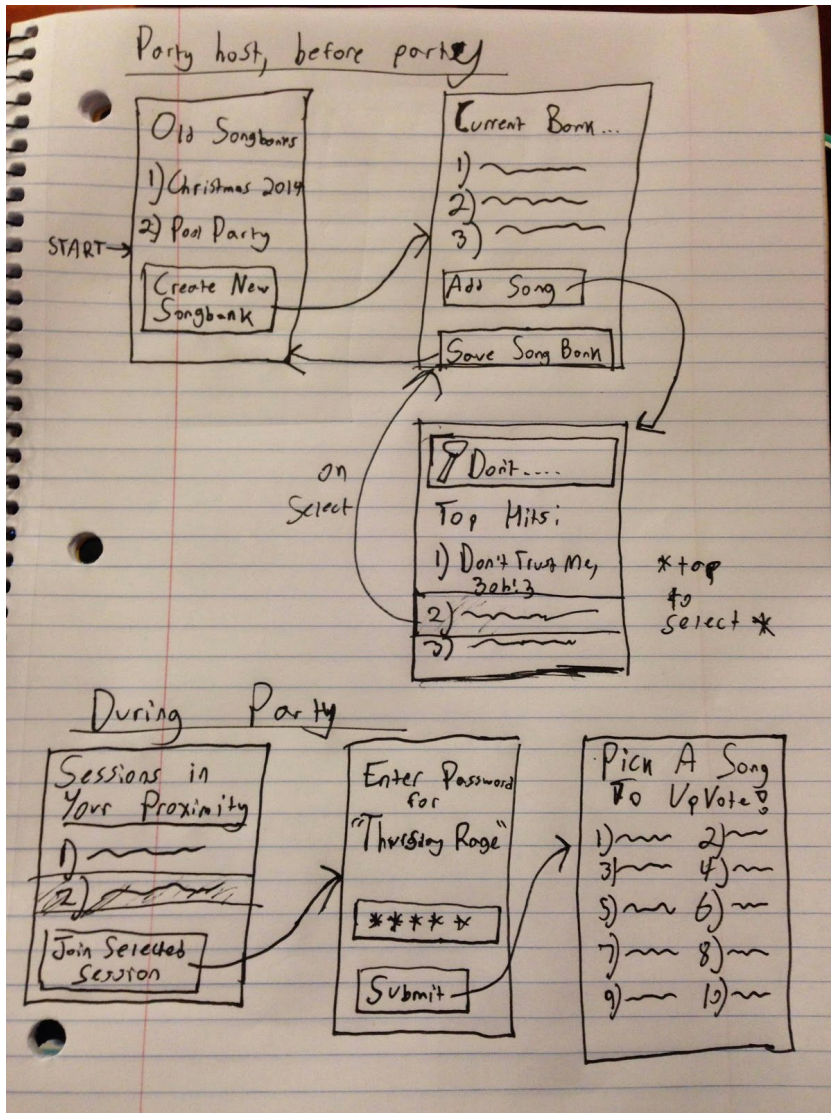 Party host, before party
Old Songbanks
1) Christmas 2014
2) Pool Party
START
Create New
Songbank
Current Bank...
1)
2)
3)
Add Song
Save Song Bank
on
Select
Don't....
Top Hits:
1) Don't Trust Me,
3oh!3
2)
3)
*tap
to
select *
During Party
Sessions in
Your Proximity
1)
2)
Join Selected
Session
Enter Password
for
"Thursday Rage"
*****
Submit
Pick A Song
To UpVote!
1) 2)
3) 4)
5) 6)
7) 8)
9) 10)